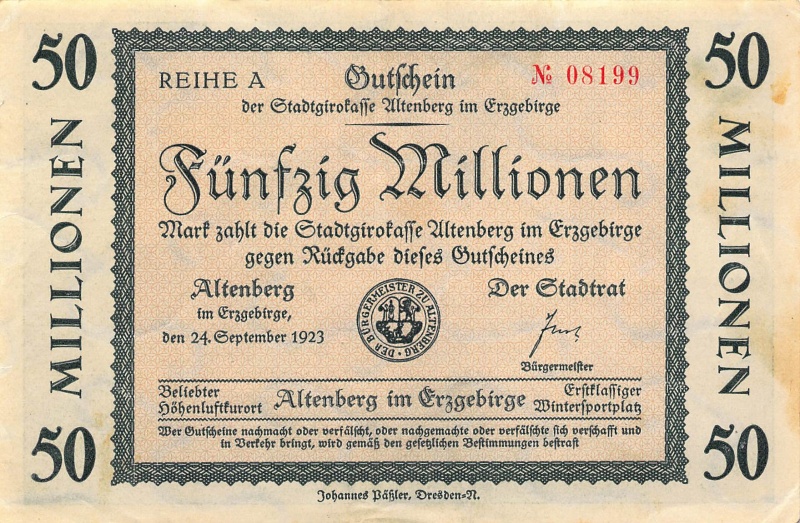 50
50
MILLIONEN
MILLIONEN
REIHE A
Gutschein
№ 08199
der Stadtgirokasse Altenberg im Erzgebirge
Fünfzig Millionen
Mark zahlt die Stadtgirokasse Altenberg im Erzgebirge
gegen Rückgabe dieses Gutscheines
Altenberg
im Erzgebirge,
den 24. September 1923
DER BÜRGERMEISTER ZU ALTENBERG
Der Stadtrat
Bürgermeister
Beliebter
Höhenluftkurort
Altenberg im Erzgebirge
Erstklassiger
Wintersportplatz
Wer Gutscheine nachmacht oder verfälscht, oder nachgemachte oder verfälschte sich verschafft und
in Verkehr bringt, wird gemäß den gesetzlichen Bestimmungen bestraft
50
50
Johannes Päßler, Dresden-N.